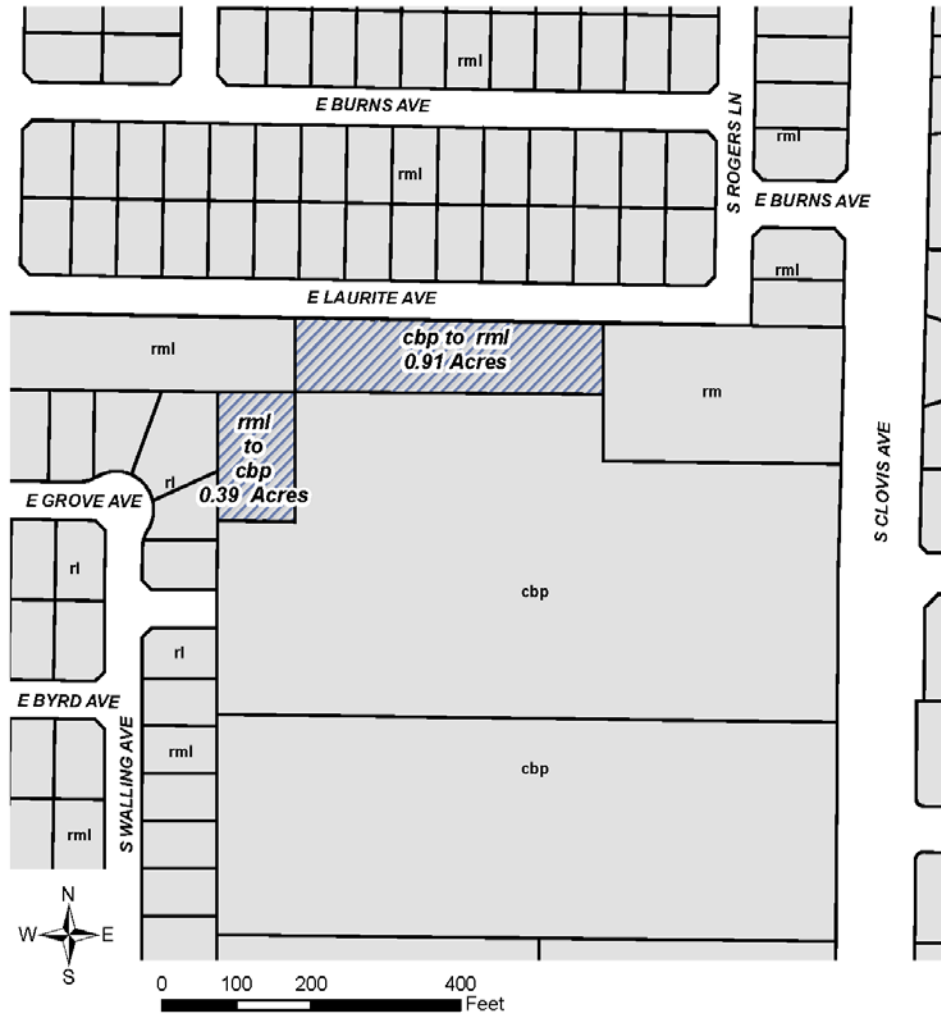 rml
E BURNS AVE
S ROGERS LN
rml
rml
E BURNS AVE
rml
E LAURITE AVE
rml
cbp to rml
0.91 Acres
rm
rml
to
cbp
0.39 Acres
rl
E GROVE AVE
S CLOVIS AVE
rl
cbp
rl
E BYRD AVE
S WALLING AVE
rml
cbp
rml
N
W E
S
0 100 200 400
Feet